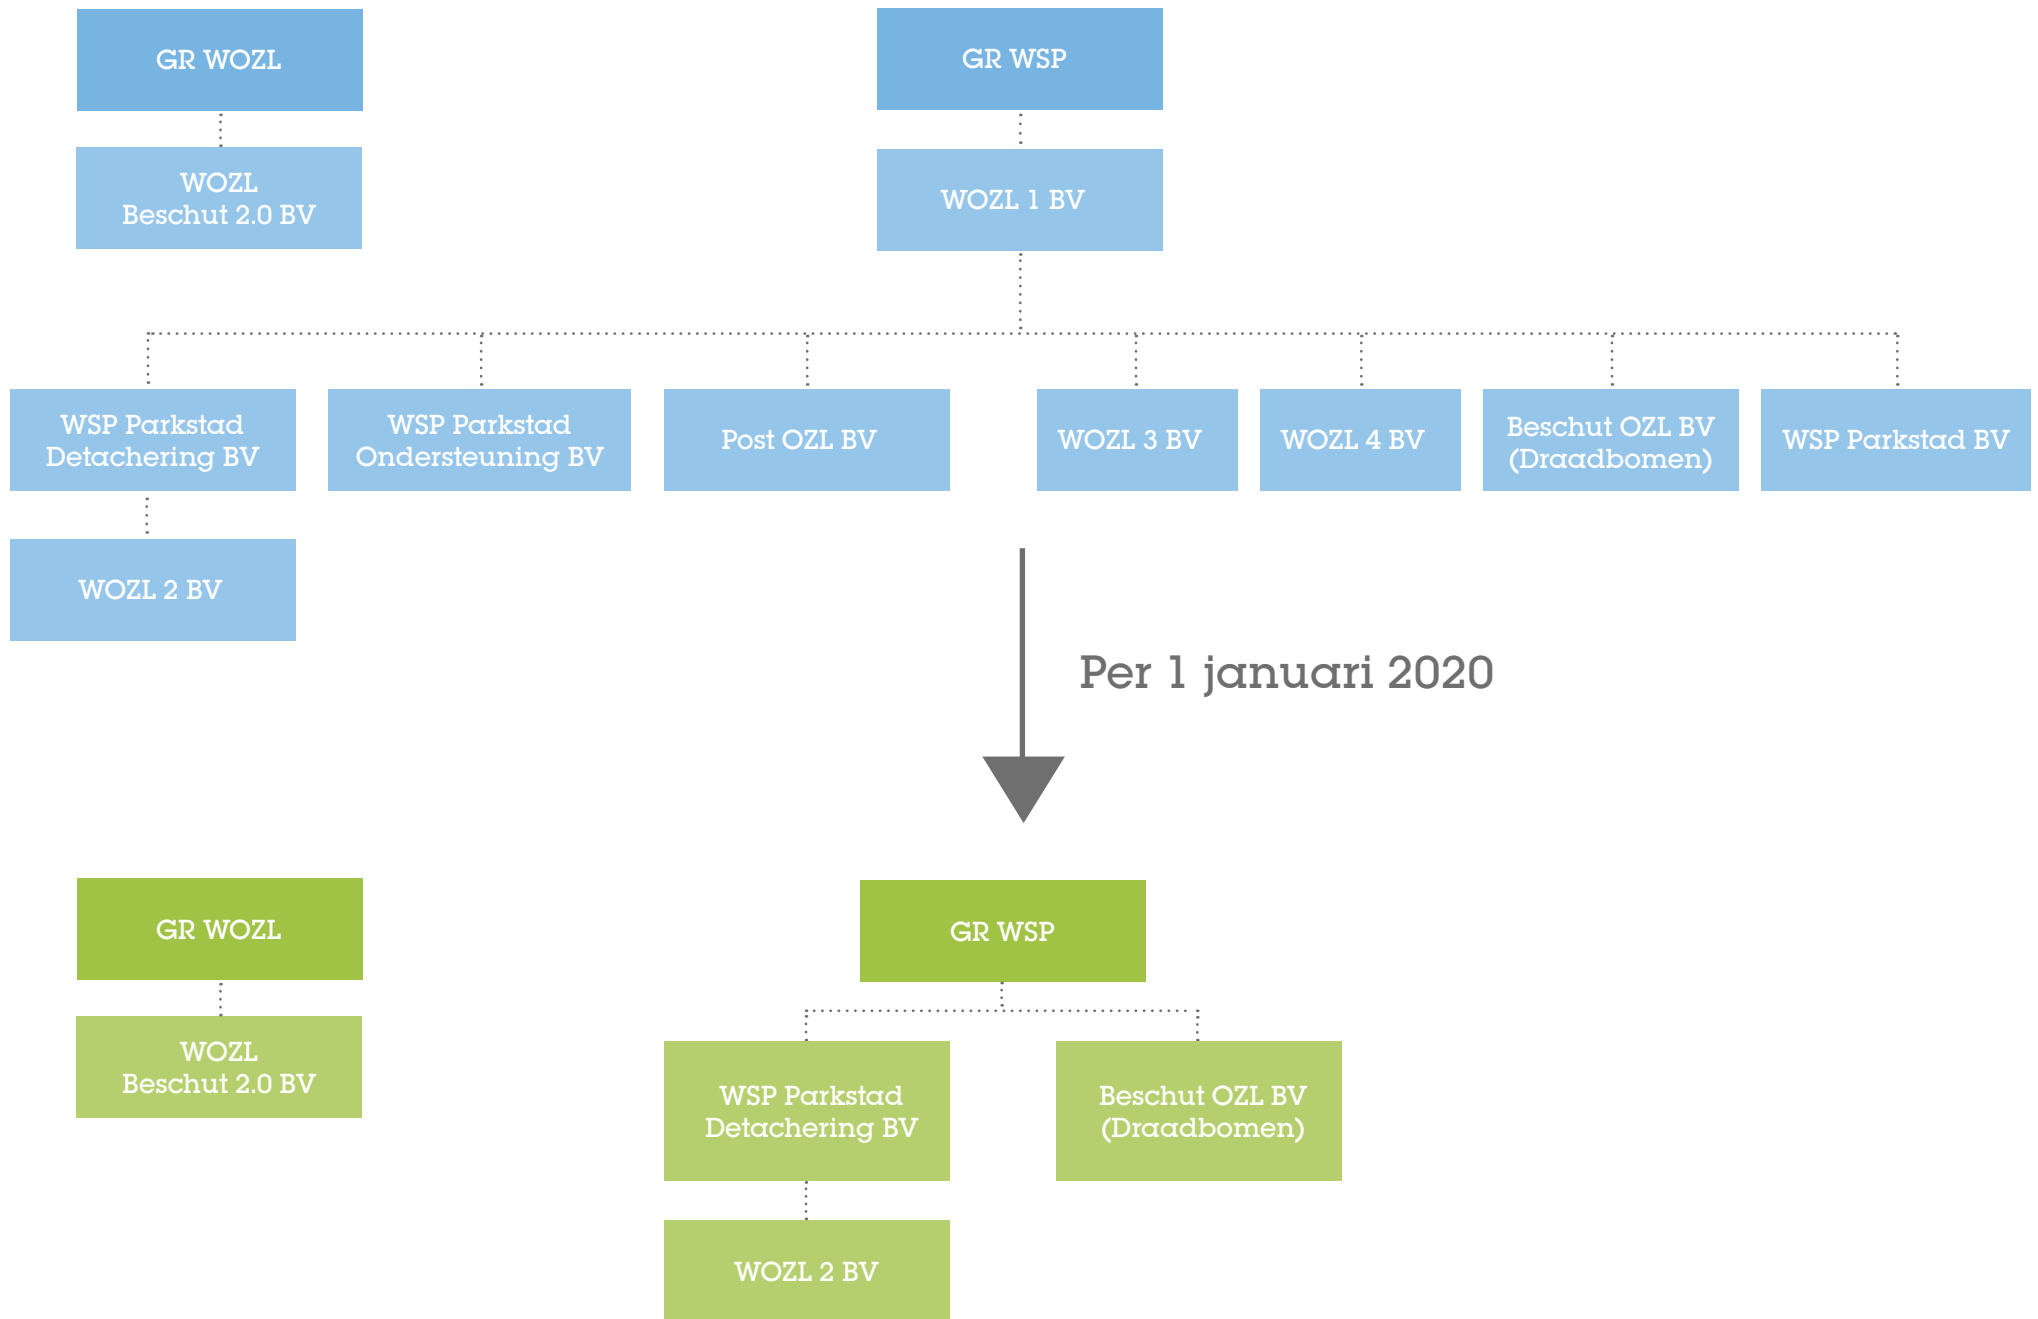 GR WOZL
GR WSP
WOZL
Beschut 2.0 BV
WOZL 1 BV
WSP Parkstad
Detachering BV
WSP Parkstad
Ondersteuning BV
Post OZL BV
WOZL 3 BV
WOZL 4 BV
Beschut OZL BV
(Draadbomen)
WSP Parkstad BV
WOZL 2 BV
Per 1 januari 2020
GR WOZL
GR WSP
WOZL
Beschut 2.0 BV
WSP Parkstad
Detachering BV
Beschut OZL BV
(Draadbomen)
WOZL 2 BV